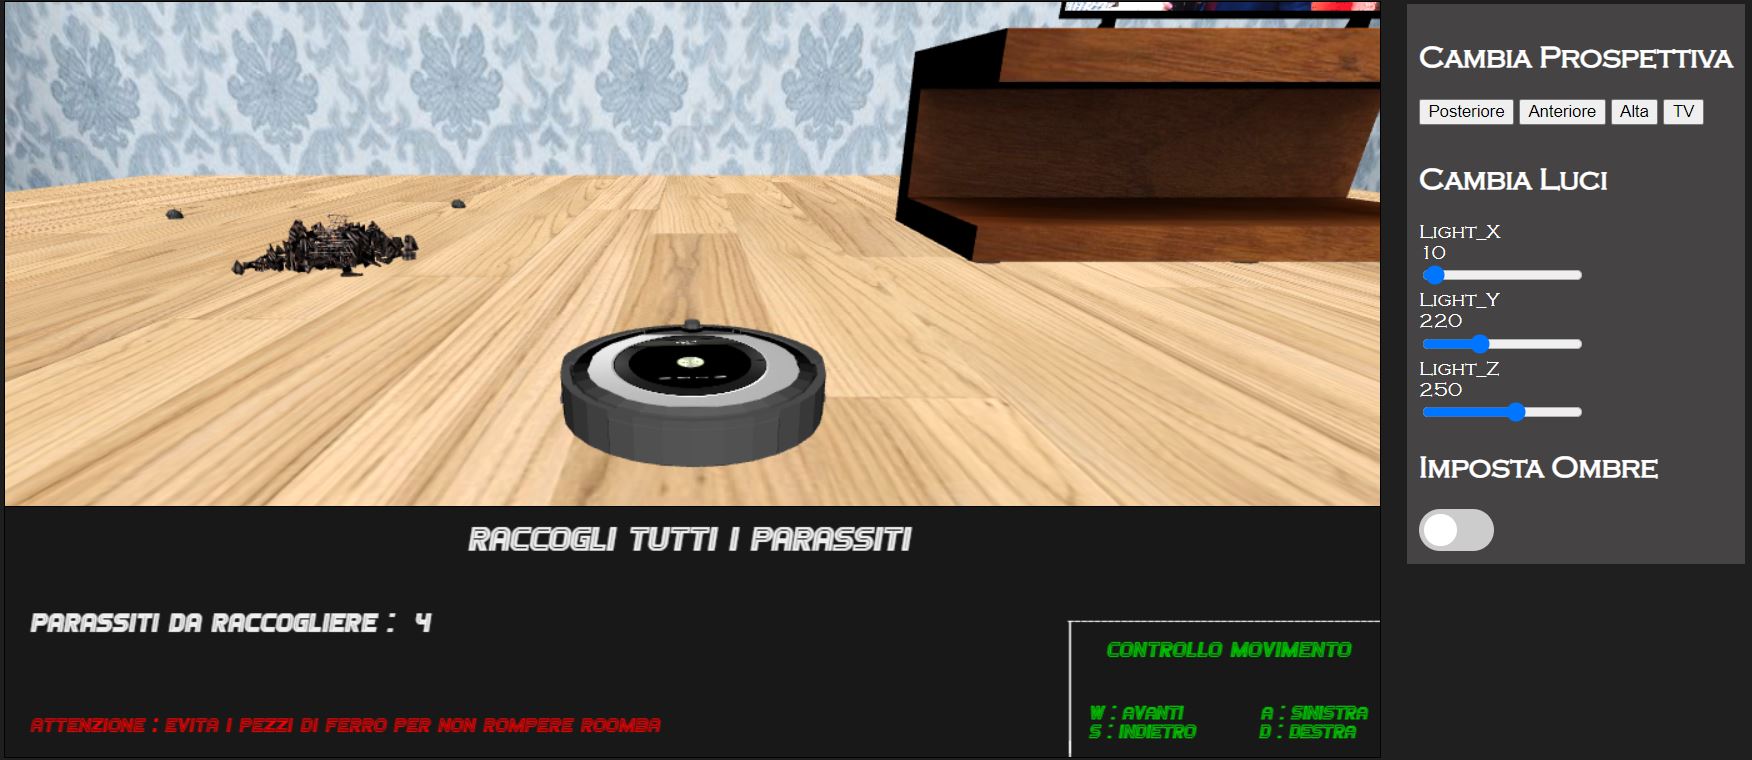 Cambia Prospettiva
Posteriore Anteriore Alta TV
Cambia Luci
Light_X
10
Light_Y
220
Light_Z
250
Imposta Ombre
RACCOGLI TUTTI I PARASSITI
PARASSITI DA RACCOGLIERE : 4
ATTENZIONE : EVITA I PEZZI DI FERRO PER NON ROMPERE ROOMBA
CONTROLLO MOVIMENTO
W : AVANTI A : SINISTRA
S : INDIETRO D : DESTRA